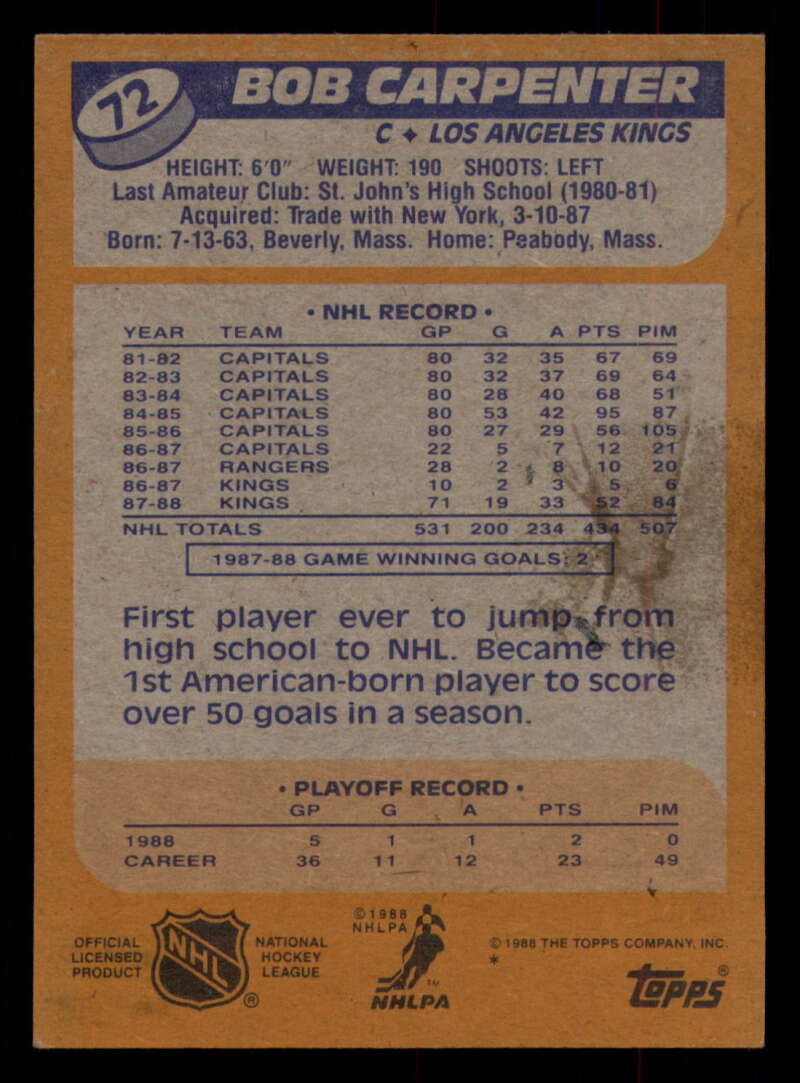 72
BOB CARPENTER
C ♦ LOS ANGELES KINGS
HEIGHT: 6'0" WEIGHT: 190 SHOOTS: LEFT
Last Amateur Club: St. John's High School (1980-81)
Acquired: Trade with New York, 3-10-87
Born: 7-13-63, Beverly, Mass. Home: Peabody, Mass.
• NHL RECORD •
YEAR TEAM GP G A PTS PIM
81-82 CAPITALS 80 32 35 67 69
82-83 CAPITALS 80 32 37 69 64
83-84 CAPITALS 80 28 40 68 51
84-85 CAPITALS 80 53 42 95 87
85-86 CAPITALS 80 27 29 56 105
86-87 CAPITALS 22 5 7 12 21
86-87 RANGERS 28 2 8 10 20
86-87 KINGS 10 2 3 5 6
87-88 KINGS 71 19 33 52 84
NHL TOTALS 531 200 234 434 507
1987-88 GAME WINNING GOALS: 2
First player ever to jump from
high school to NHL. Became the
1st American-born player to score
over 50 goals in a season.
• PLAYOFF RECORD •
GP G A PTS PIM
1988 5 1 1 2 0
CAREER 36 11 12 23 49
OFFICIAL
LICENSED
PRODUCT
NHL
®
NATIONAL
HOCKEY
LEAGUE
© 1988
NHLPA
TM
NHLPA
© 1988 THE TOPPS COMPANY, INC.
*
TOPPS®